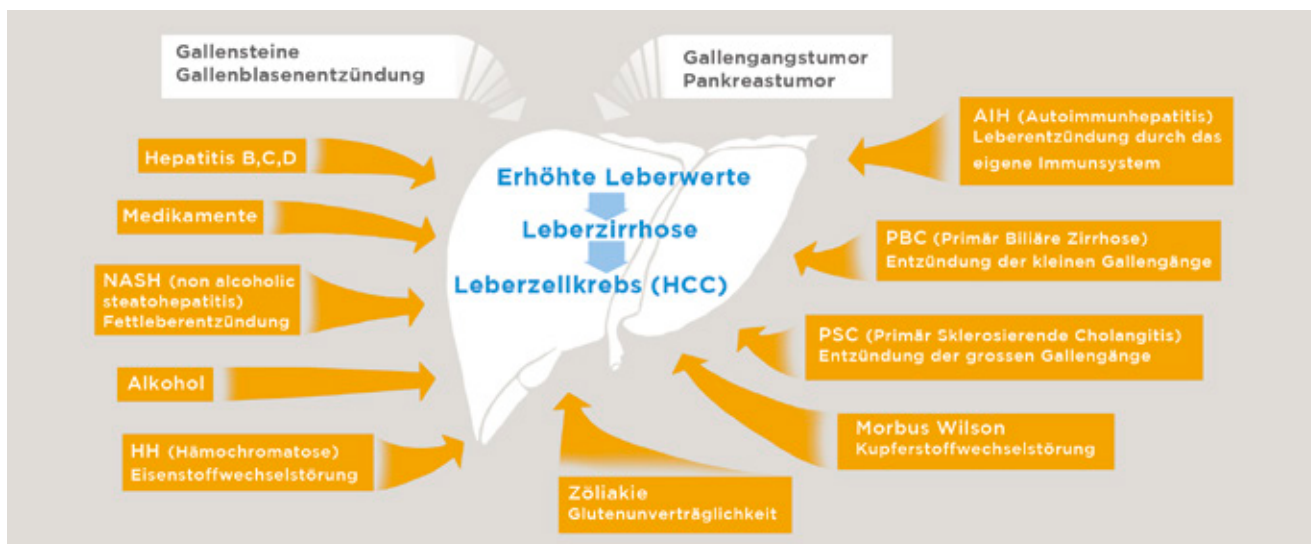 Gallensteine
Gallenblasenentzündung
Gallengangstumor
Pankreastumor
Hepatitis B,C,D
Medikamente
NASH (non alcoholic
steatohepatitis)
Fettleberentzündung
Alkohol
HH (Hämochromatose)
Eisenstoffwechselstörung
Erhöhte Leberwerte
Leberzirrhose
Leberzellkrebs (HCC)
AIH (Autoimmunhepatitis)
Leberentzündung durch das
eigene Immunsystem
PBC (Primär Biliäre Zirrhose)
Entzündung der kleinen Gallengänge
PSC (Primär Sklerosierende Cholangitis)
Entzündung der grossen Gallengänge
Morbus Wilson
Kupferstoffwechselstörung
Zöliakie
Glutenunverträglichkeit